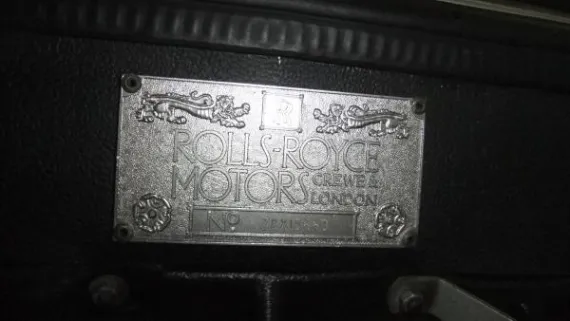 ROLLS-ROYCE
MOTORS CREWE &
LONDON
No